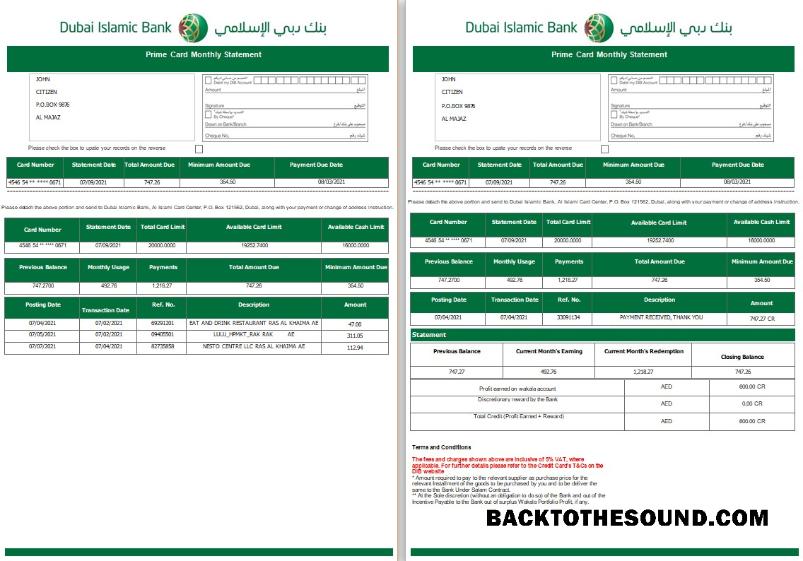 Dubai Islamic Bank بنك دبي الإسلامي
Prime Card Monthly Statement
JOHN
CITIZEN
P.O.BOX 9876
AL MAJAZ
Debit my DIB Account
Amount المبلغ
Signature التوقيع
By Cheque*
Drawn on Bank/Branch
Cheque No. شيك رقم
Please check the box to upate your records on the reverse
Card Number Statement Date Total Amount Due Minimum Amount Due Payment Due Date
4546 54 ** **** 0671 07/09/2021 747.26 364.50 08/03/2021
Please detach the above portion and send to Dubai Islamic Bank, Al Islami Card Center, P.O. Box 121562, Dubai, along with your payment or change of address instruction.
Card Number Statement Date Total Card Limit Available Card Limit Available Cash Limit
4546 54 ** **** 0671 07/09/2021 20000.0000 19252.7400 16000.0000
Previous Balance Monthly Usage Payments Total Amount Due Minimum Amount Due
747.2700 492.76 1,218.27 747.26 364.50
Posting Date Transaction Date Ref. No. Description Amount
07/04/2021 07/02/2021 69291201 EAT AND DRINK RESTAURANT RAS AL KHAIMA AE 47.00
07/05/2021 07/02/2021 09405501 LULU_HPMKT_RAK RAK AE 311.05
07/07/2021 07/04/2021 82735858 NESTO CENTRE LLC RAS AL KHAIMA AE 112.94
Dubai Islamic Bank بنك دبي الإسلامي
Prime Card Monthly Statement
JOHN
CITIZEN
P.O.BOX 9876
AL MAJAZ
Debit my DIB Account
Amount المبلغ
Signature التوقيع
By Cheque*
Drawn on Bank/Branch
Cheque No. شيك رقم
Please check the box to upate your records on the reverse
Card Number Statement Date Total Amount Due Minimum Amount Due Payment Due Date
4546 54 ** **** 0671 07/09/2021 747.26 364.50 08/03/2021
Please detach the above portion and send to Dubai Islamic Bank, Al Islami Card Center, P.O. Box 121562, Dubai, along with your payment or change of address instruction.
Card Number Statement Date Total Card Limit Available Card Limit Available Cash Limit
4546 54 ** **** 0671 07/09/2021 20000.0000 19252.7400 16000.0000
Previous Balance Monthly Usage Payments Total Amount Due Minimum Amount Due
747.2700 492.76 1,218.27 747.26 364.50
Posting Date Transaction Date Ref. No. Description Amount
07/04/2021 07/04/2021 33091134 PAYMENT RECEIVED, THANK YOU 747.27 CR
Statement
Previous Balance Current Month's Earning Current Month's Redemption Closing Balance
747.27 492.76 1,218.27 747.26
Profit earned on wakala account AED 600.00 CR
Discretionary reward by the Bank AED 0.00 CR
Total Credit (Profit Earned + Reward) AED 600.00 CR
Terms and Conditions
The fees and charges shown above are inclusive of 5% VAT, where
applicable. For further details please refer to the Credit Card's T&Cs on the
DIB website
* Amount required to pay to the relevant supplier as purchase price for the
relevant Installment of the goods to be purchased by you and to be deliver the
same to the Bank Under Salam Contract.
** At the Sole discretion (without an obligation to do so) of the Bank and out of the
Incentive Payable to the Bank out of surplus Wakala Portfolio Profit, if any.
BACKTOTHESOUND.COM